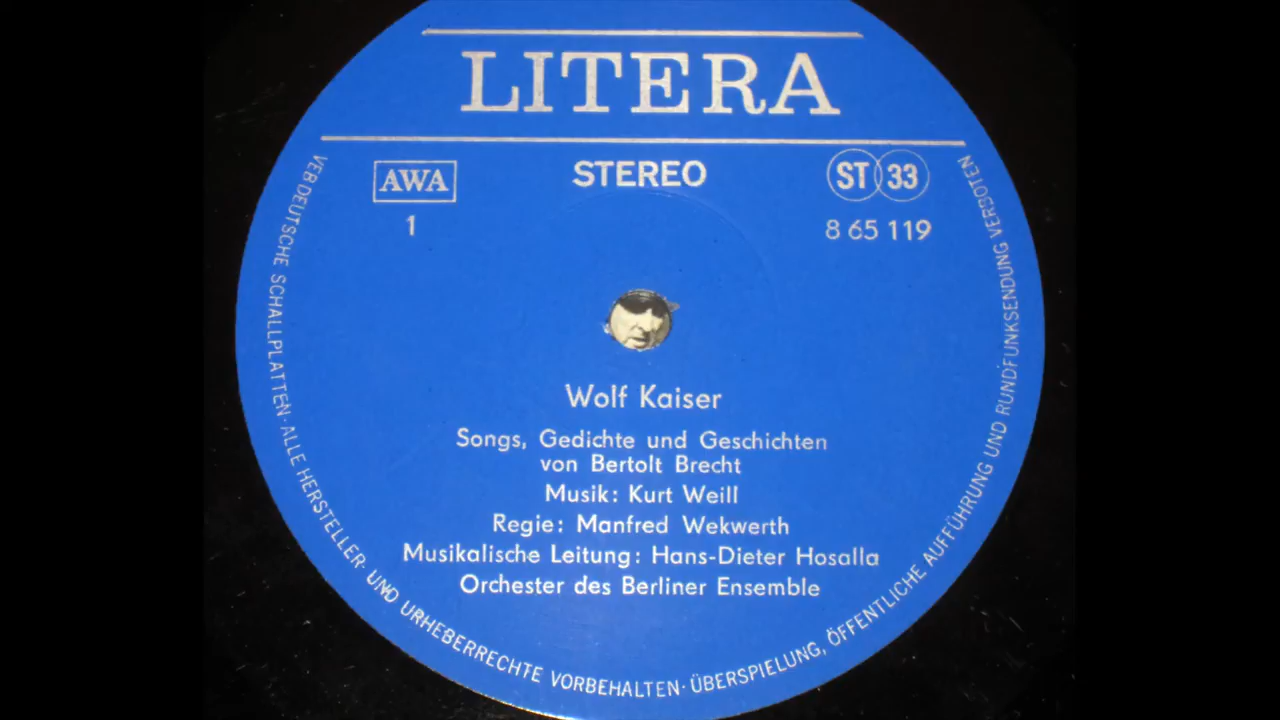 LITERA
AWA
STEREO
ST 33
1
8 65 119
Wolf Kaiser
Songs, Gedichte und Geschichten
von Bertolt Brecht
Musik: Kurt Weill
Regie: Manfred Wekwerth
Musikalische Leitung: Hans-Dieter Hosalla
Orchester des Berliner Ensemble
VEB DEUTSCHE SCHALLPLATTEN · ALLE HERSTELLER- UND URHEBERRECHTE VORBEHALTEN · ÜBERSPIELUNG, ÖFFENTLICHE AUFFÜHRUNG UND RUNDFUNKSENDUNG VERBOTEN